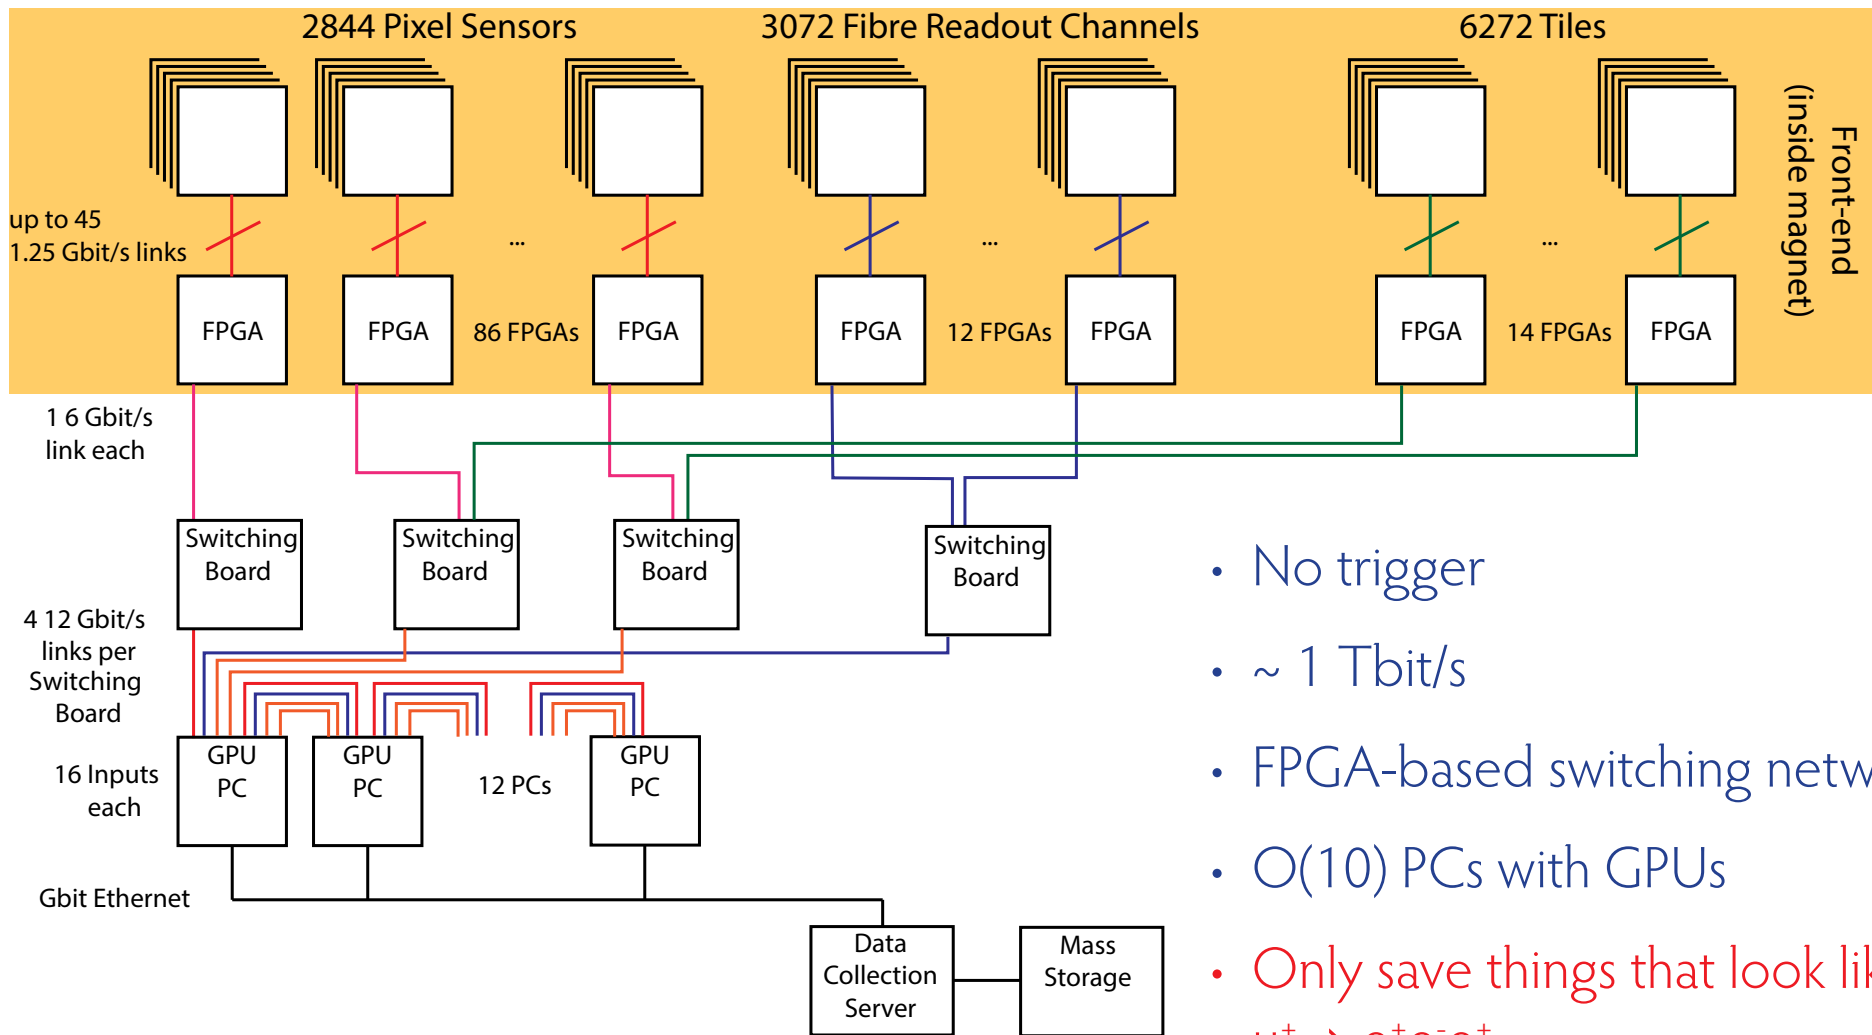 2844 Pixel Sensors
3072 Fibre Readout Channels
6272 Tiles
Front-end
(inside magnet)
up to 45
1.25 Gbit/s links
...
...
...
FPGA
FPGA
86 FPGAs
FPGA
FPGA
12 FPGAs
FPGA
FPGA
14 FPGAs
FPGA
1 6 Gbit/s
link each
Switching
Board
Switching
Board
Switching
Board
Switching
Board
4 12 Gbit/s
links per
Switching
Board
16 Inputs
each
GPU
PC
GPU
PC
12 PCs
GPU
PC
Gbit Ethernet
Data
Collection
Server
Mass
Storage
• No trigger
• ~ 1 Tbit/s
• FPGA-based switching netw
• O(10) PCs with GPUs
• Only save things that look lik
μ⁺ → e⁺e⁻e⁺